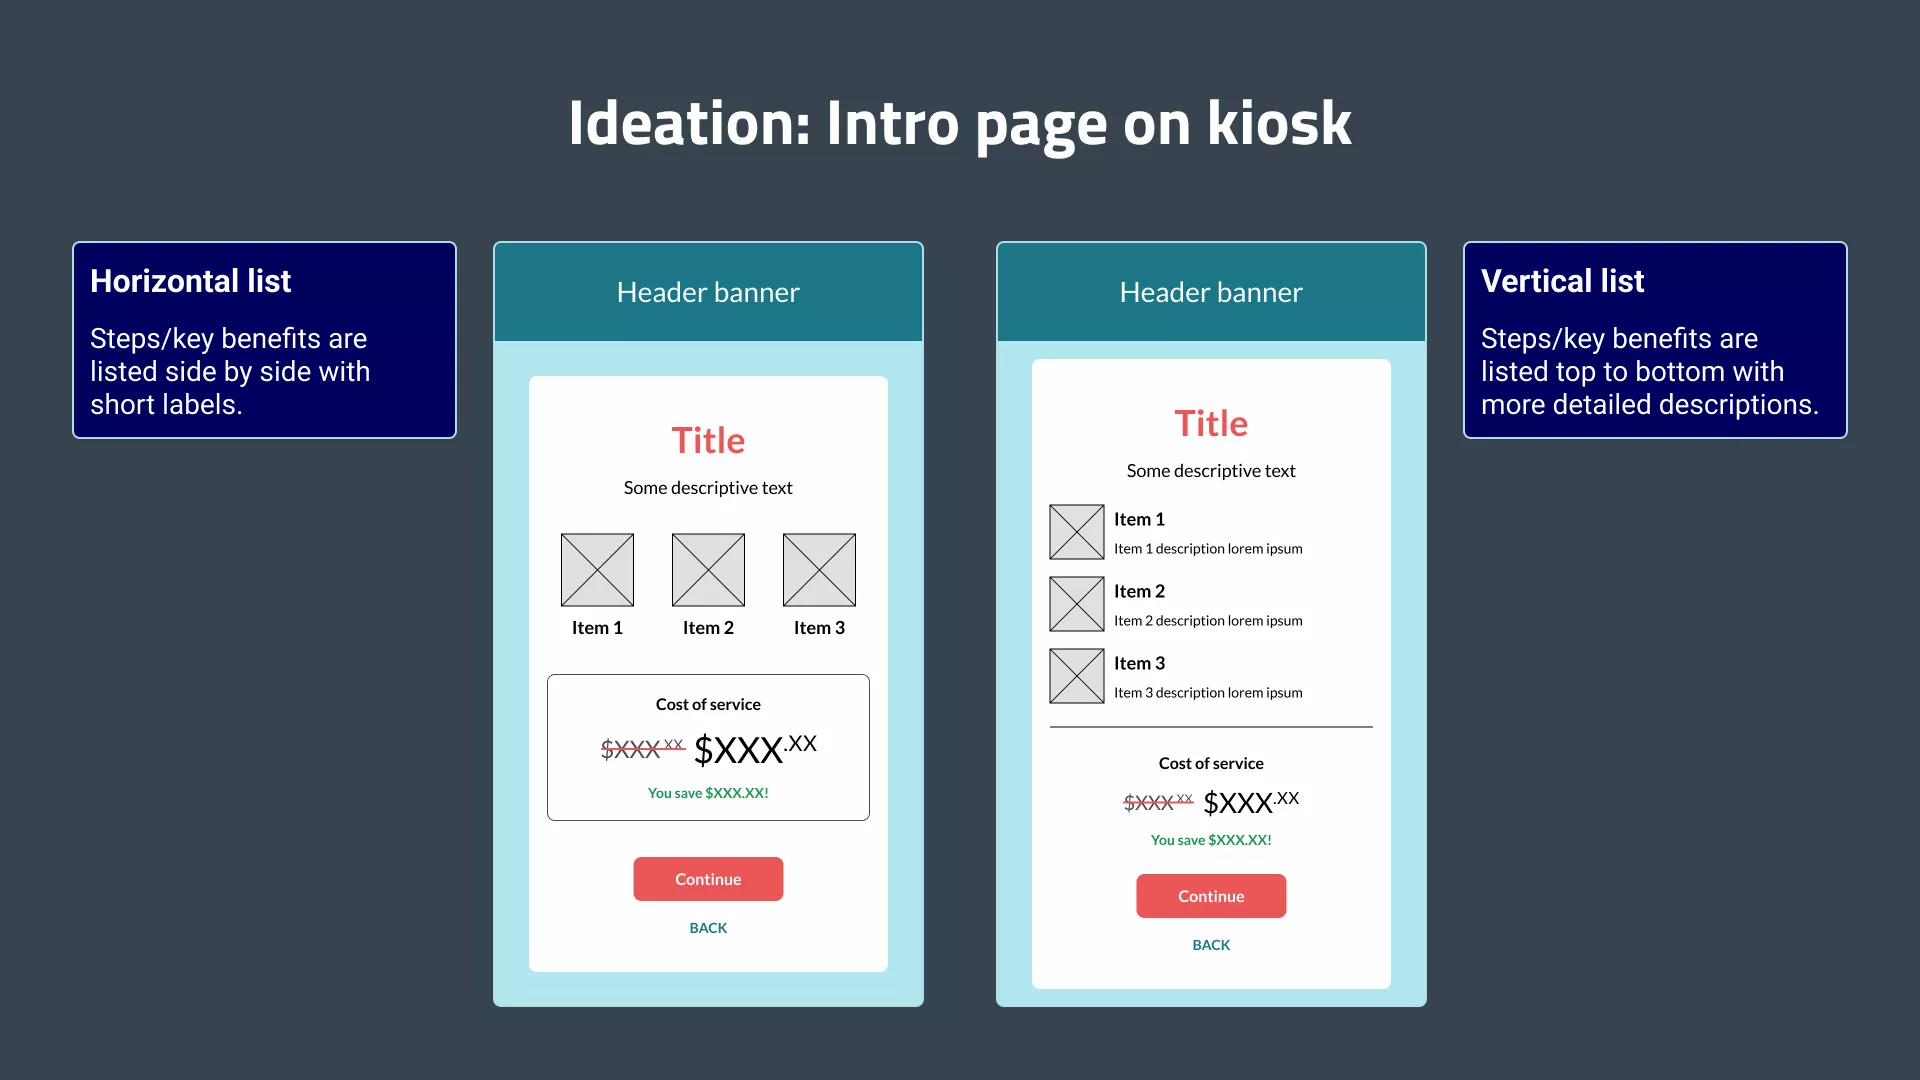 Ideation: Intro page on kiosk
Horizontal list
Steps/key benefits are
listed side by side with
short labels.
Header banner
Title
Some descriptive text
Item 1
Item 2
Item 3
Cost of service
$XXX.XX $XXX.XX
You save $XXX.XX!
Continue
BACK
Header banner
Title
Some descriptive text
Item 1
Item 1 description lorem ipsum
Item 2
Item 2 description lorem ipsum
Item 3
Item 3 description lorem ipsum
Cost of service
$XXX.XX $XXX.XX
You save $XXX.XX!
Continue
BACK
Vertical list
Steps/key benefits are
listed top to bottom with
more detailed descriptions.